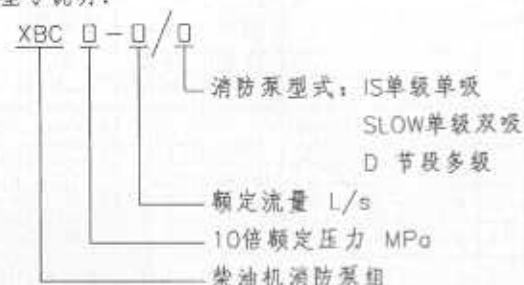 型号说明:
XBC □-□/□
消防泵型式: IS单级单吸
SLOW单级双吸
D 节段多级
额定流量 L/s
10倍额定压力 MPa
柴油机消防泵组